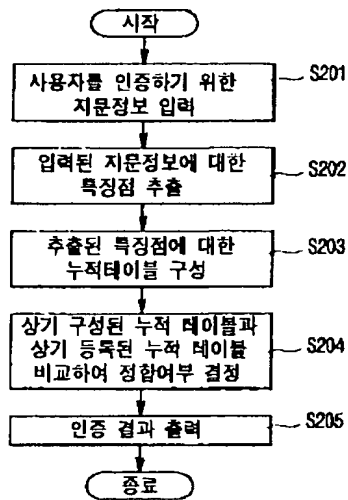 시작
사용자를 인증하기 위한
지문정보 입력
S201
입력된 지문정보에 대한
특징점 추출
S202
추출된 특징점에 대한
누적테이블 구성
S203
상기 구성된 누적 테이블과
상기 등록된 누적 테이블
비교하여 정합여부 결정
S204
인증 결과 출력
S205
종료